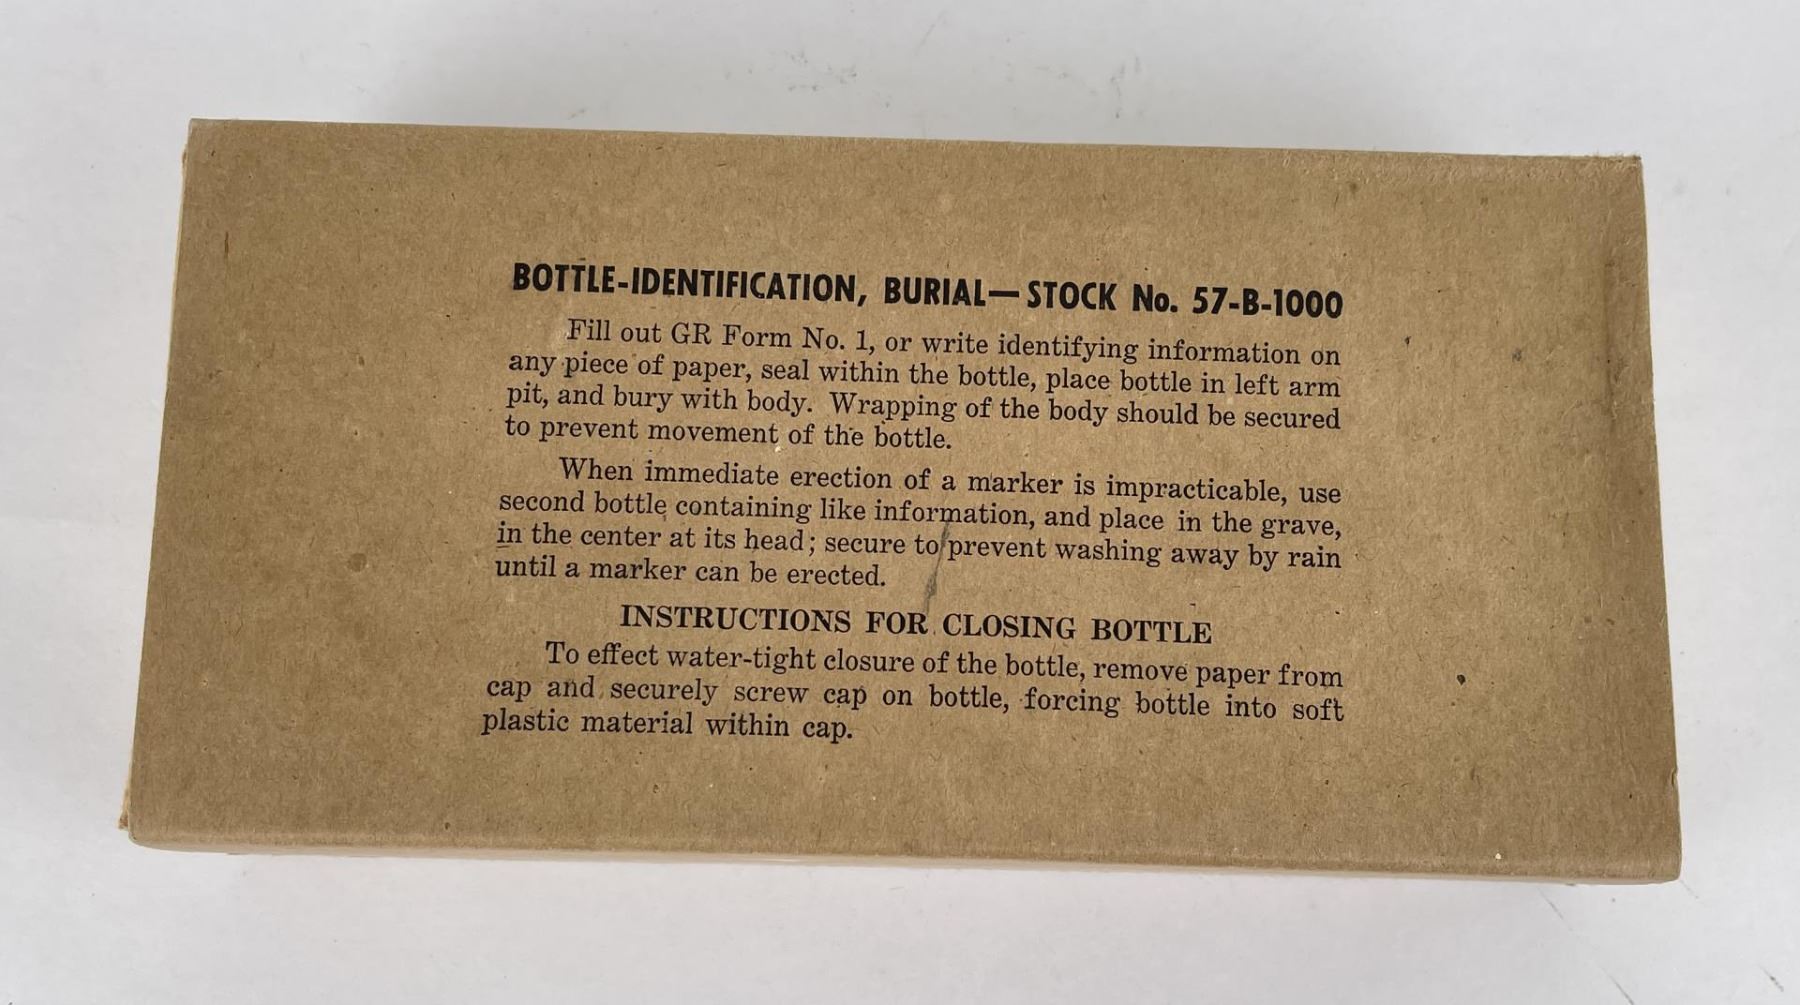 BOTTLE-IDENTIFICATION, BURIAL—STOCK No. 57-B-1000
Fill out GR Form No. 1, or write identifying information on
any piece of paper, seal within the bottle, place bottle in left arm
pit, and bury with body. Wrapping of the body should be secured
to prevent movement of the bottle.
When immediate erection of a marker is impracticable, use
second bottle containing like information, and place in the grave,
in the center at its head; secure to prevent washing away by rain
until a marker can be erected.
INSTRUCTIONS FOR CLOSING BOTTLE
To effect water-tight closure of the bottle, remove paper from
cap and securely screw cap on bottle, forcing bottle into soft
plastic material within cap.